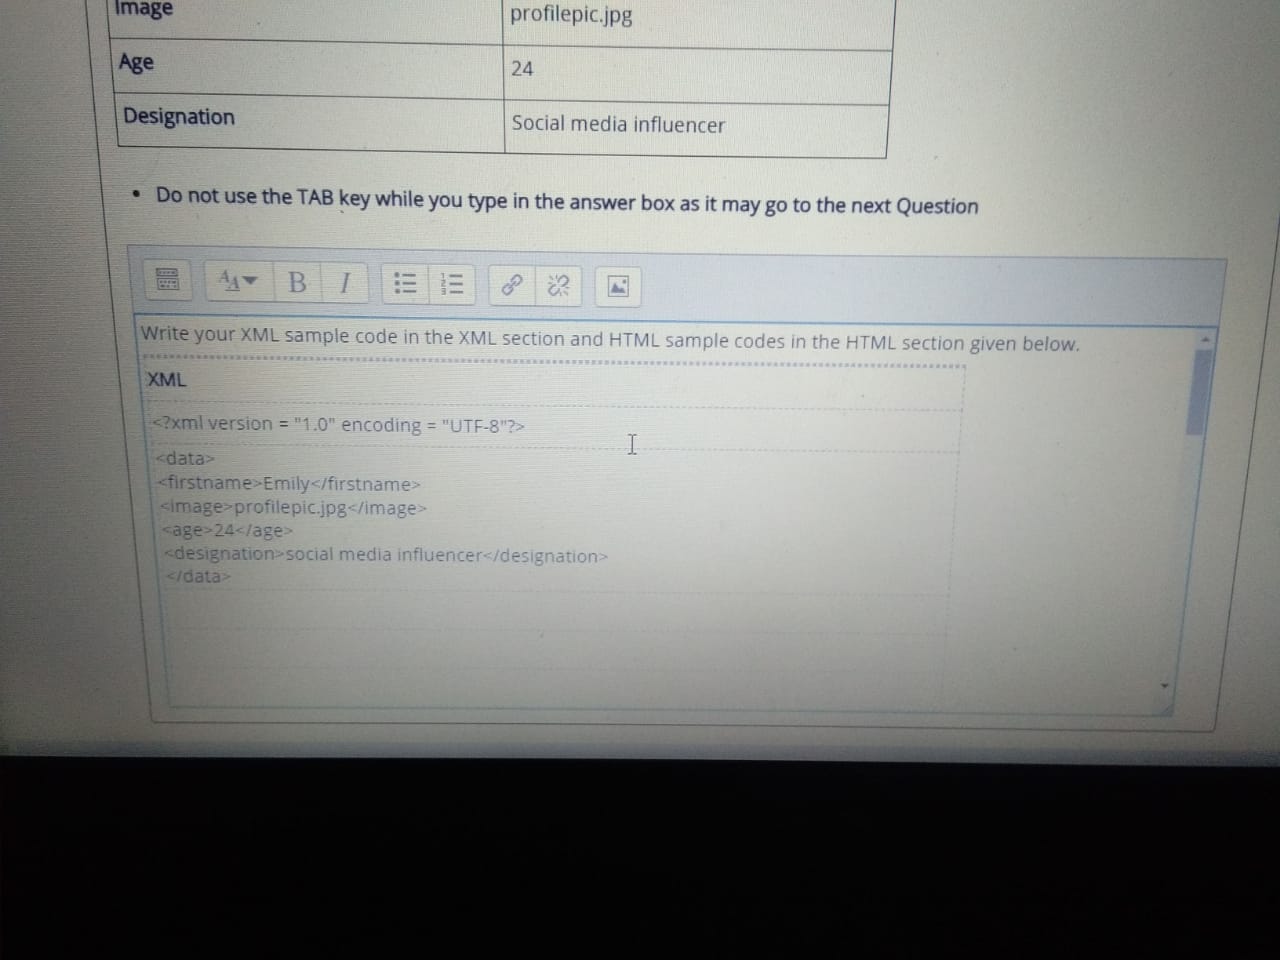 Image profilepic.jpg
Age 24
Designation Social media influencer
• Do not use the TAB key while you type in the answer box as it may go to the next Question
B I
Write your XML sample code in the XML section and HTML sample codes in the HTML section given below.
XML
<?xml version = "1.0" encoding = "UTF-8"?>
<data>
<firstname>Emily</firstname>
<image>profilepic.jpg</image>
<age>24</age>
<designation>social media influencer</designation>
</data>